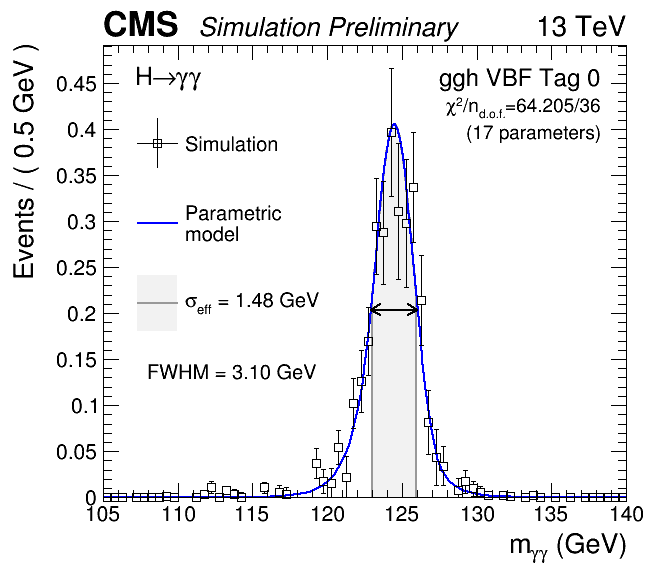 CMS Simulation Preliminary 13 TeV
H→γγ
ggh VBF Tag 0
χ²/n_d.o.f.=64.205/36
(17 parameters)
Simulation
Parametric
model
σ_eff = 1.48 GeV
FWHM = 3.10 GeV
Events / ( 0.5 GeV )
0.45
0.4
0.35
0.3
0.25
0.2
0.15
0.1
0.05
0
105 110 115 120 125 130 135 140
m_γγ (GeV)